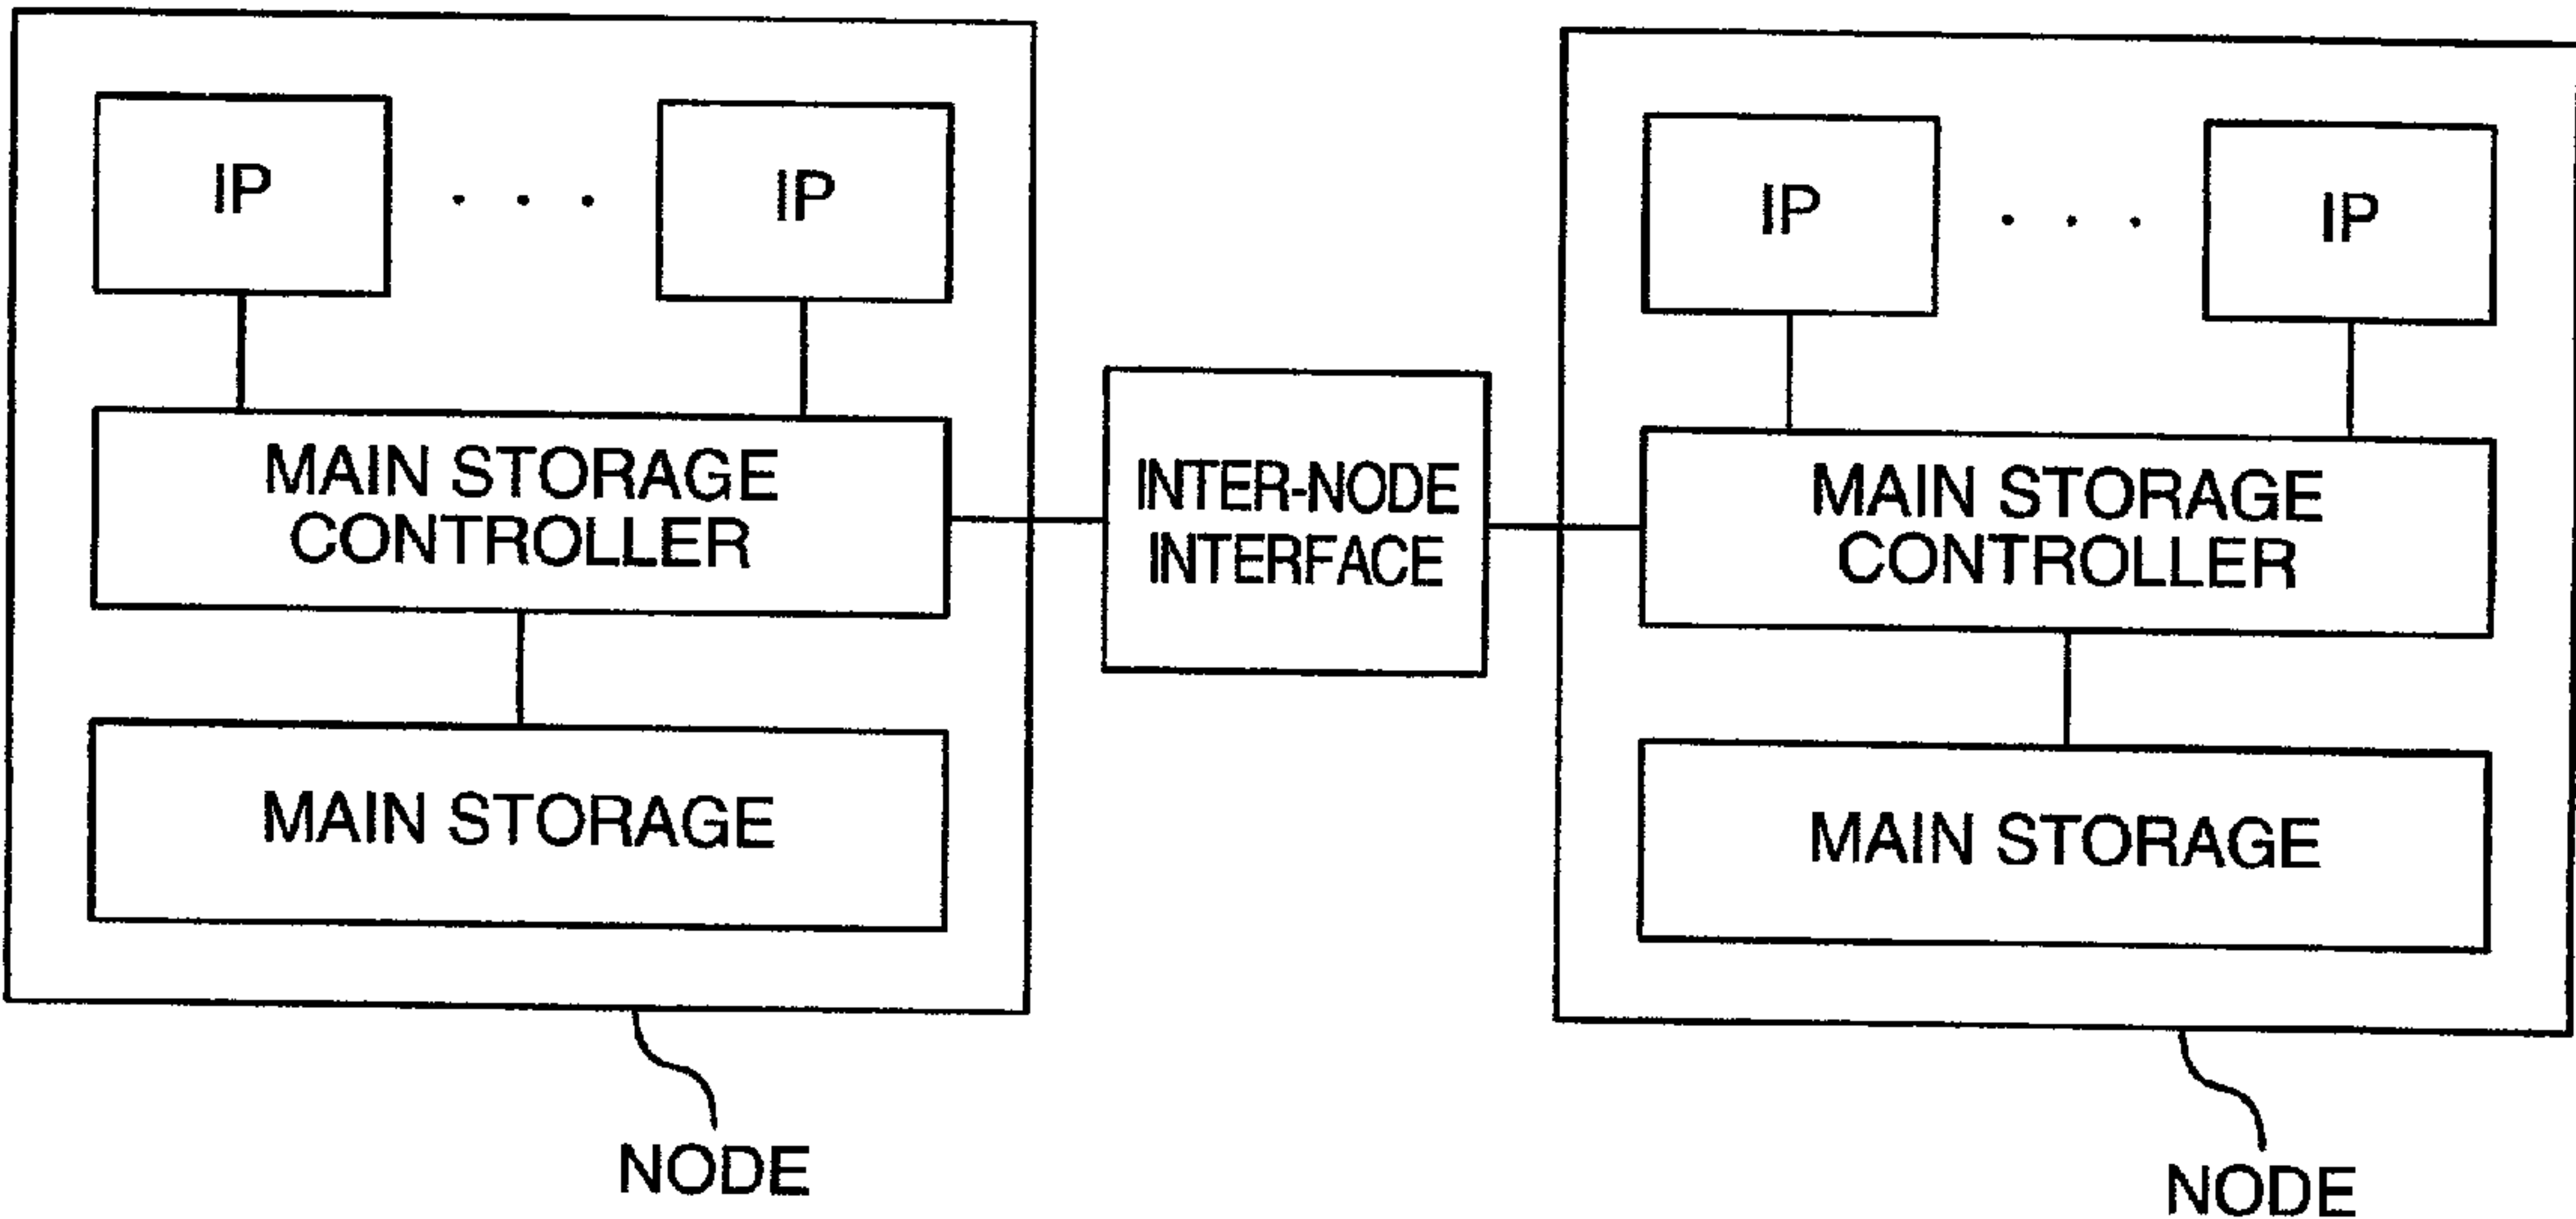 IP
IP
MAIN STORAGE
CONTROLLER
MAIN STORAGE
NODE
INTER-NODE
INTERFACE
IP
IP
MAIN STORAGE
CONTROLLER
MAIN STORAGE
NODE